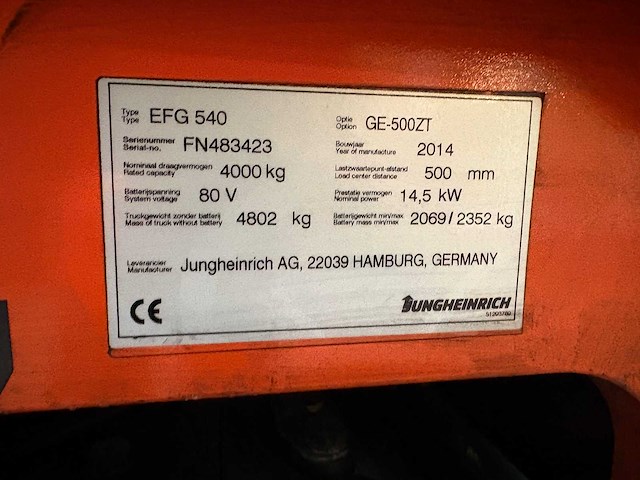 Type
Type EFG 540
Optie
Option GE-500ZT
Serienummer
Serial-no. FN483423
Bouwjaar
Year of manufacture 2014
Nominaal draagvermogen
Rated capacity 4000 kg
Lastzwaartepunt-afstand
Load center distance 500 mm
Batterijspanning
System voltage 80 V
Prestatie vermogen
Nominal power 14,5 kW
Truckgewicht zonder batterij
Mass of truck without battery 4802 kg
Batterijgewicht min/max
Battery mass min/max 2069/2352 kg
Leverancier
Manufacturer Jungheinrich AG, 22039 HAMBURG, GERMANY
CE
JUNGHEINRICH